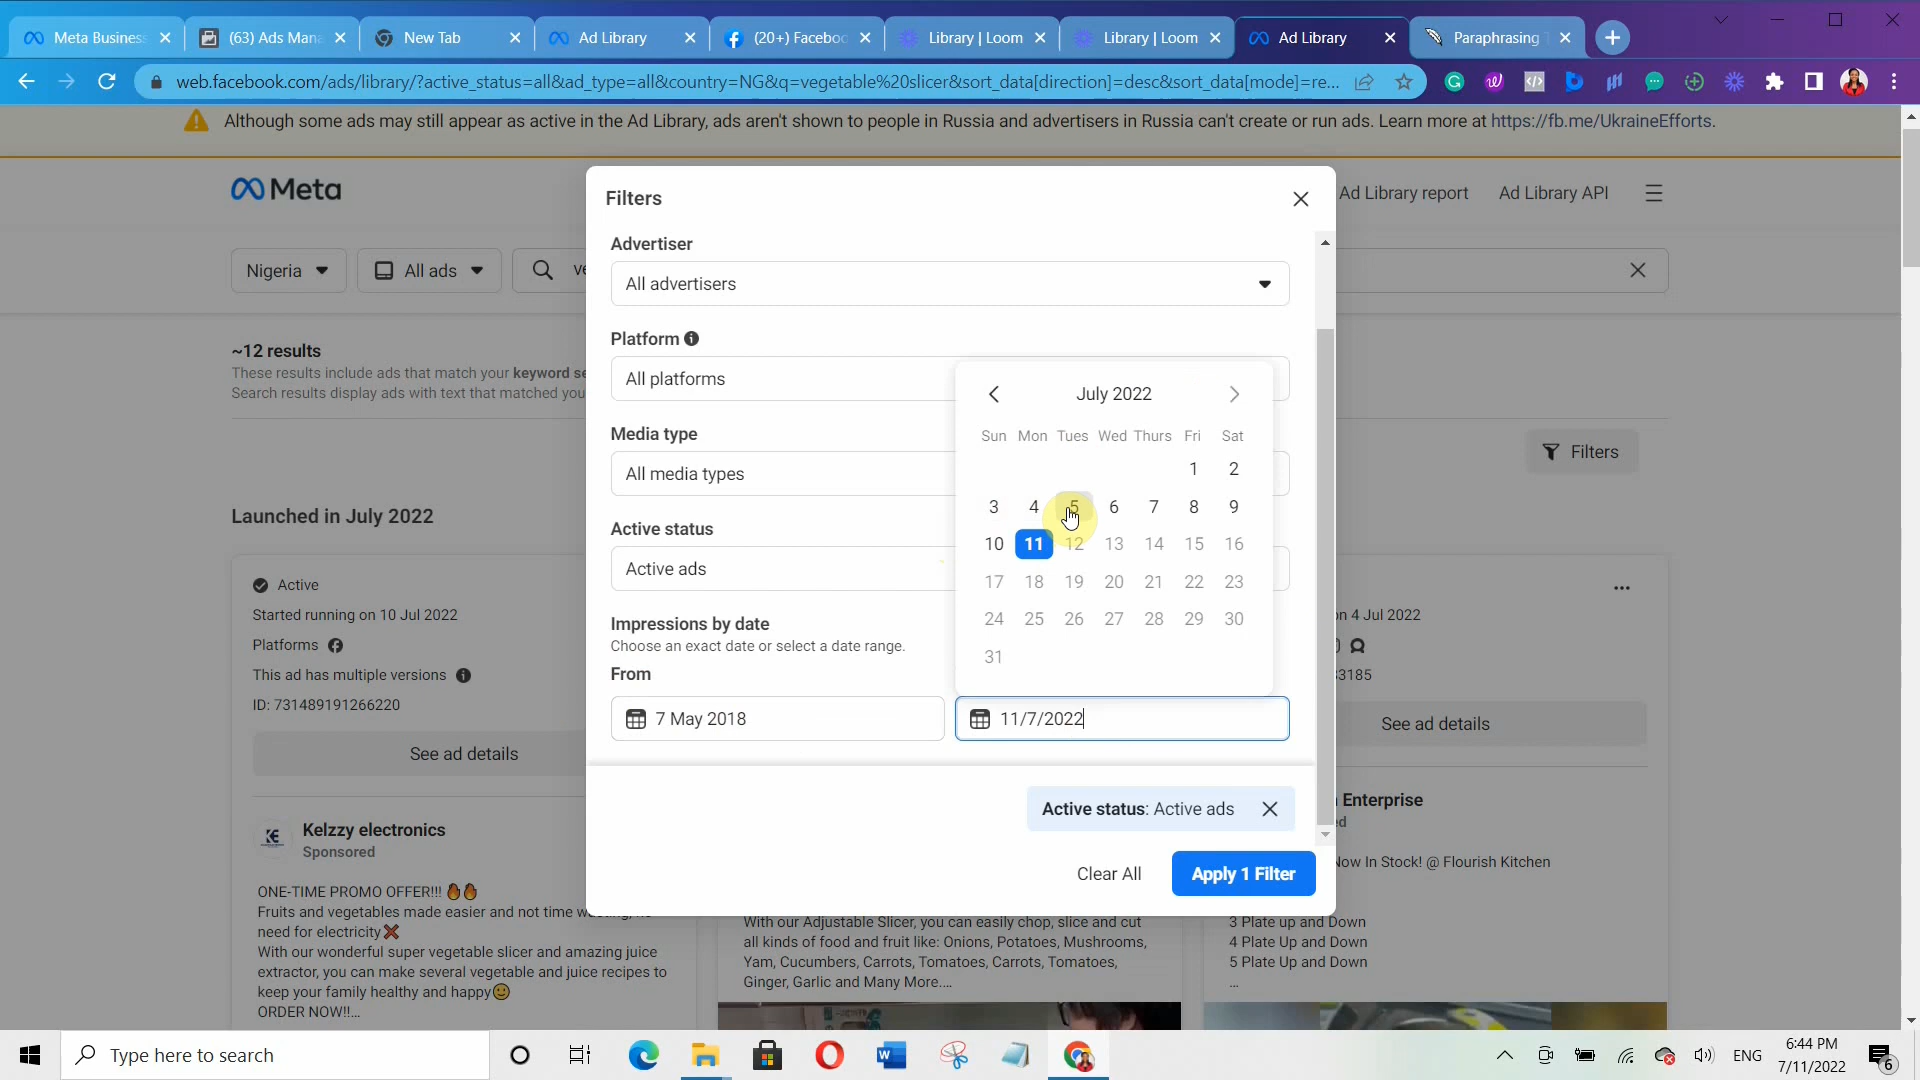 Meta Business
(63) Ads Mana
New Tab
Ad Library
(20+) Faceboo
Library | Loom
Library | Loom
Ad Library
Paraphrasing T
web.facebook.com/ads/library/?active_status=all&ad_type=all&country=NG&q=vegetable%20slicer&sort_data[direction]=desc&sort_data[mode]=re...
Although some ads may still appear as active in the Ad Library, ads aren't shown to people in Russia and advertisers in Russia can't create or run ads. Learn more at https://fb.me/UkraineEfforts.
Meta
Ad Library report
Ad Library API
Nigeria
All ads
ve
~12 results
These results include ads that match your keyword se
Search results display ads with text that matched you
Filters
Launched in July 2022
Active
Started running on 10 Jul 2022
Platforms
This ad has multiple versions
ID: 731489191266220
See ad details
Kelzzy electronics
Sponsored
ONE-TIME PROMO OFFER!!! 🔥🔥
Fruits and vegetables made easier and not time
need for electricity❌
With our wonderful super vegetable slicer and amazing juice
extractor, you can make several vegetable and juice recipes to
keep your family healthy and happy😊
ORDER NOW!!...
With our Adjustable Slicer, you can easily chop, slice and cut
all kinds of food and fruit like: Onions, Potatoes, Mushrooms,
Yam, Cucumbers, Carrots, Tomatoes, Carrots, Tomatoes,
Ginger, Garlic and Many More....
n 4 Jul 2022
3185
See ad details
Enterprise
ed
Now In Stock! @ Flourish Kitchen
3 Plate up and Down
4 Plate Up and Down
5 Plate Up and Down
...
Filters
Advertiser
All advertisers
Platform
All platforms
Media type
All media types
Active status
Active ads
Impressions by date
Choose an exact date or select a date range.
From
7 May 2018
11/7/2022
July 2022
Sun Mon Tues Wed Thurs Fri Sat
1 2
3 4 5 6 7 8 9
10 11 12 13 14 15 16
17 18 19 20 21 22 23
24 25 26 27 28 29 30
31
Active status: Active ads
Clear All
Apply 1 Filter
Type here to search
ENG
6:44 PM
7/11/2022
6